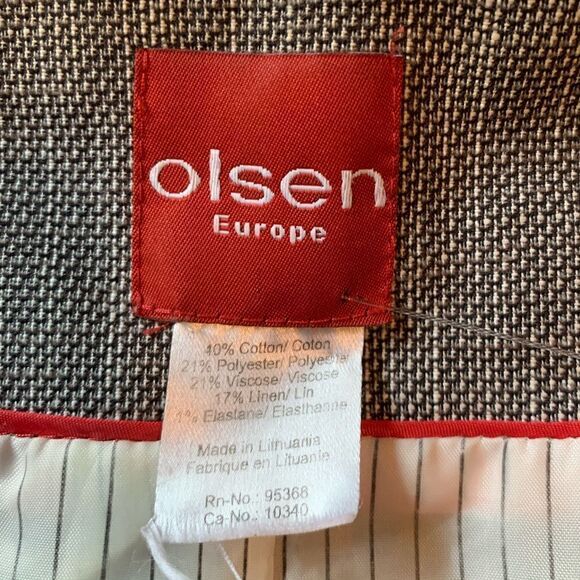 olsen
Europe
40% Cotton/ Coton
21% Polyester/ Polyester
21% Viscose/ Viscose
17% Linen/ Lin
1% Elastane/ Elasthanne
Made in Lithuania
Fabrique en Lituanie
Rn-No.: 95368
Ca-No.: 10340